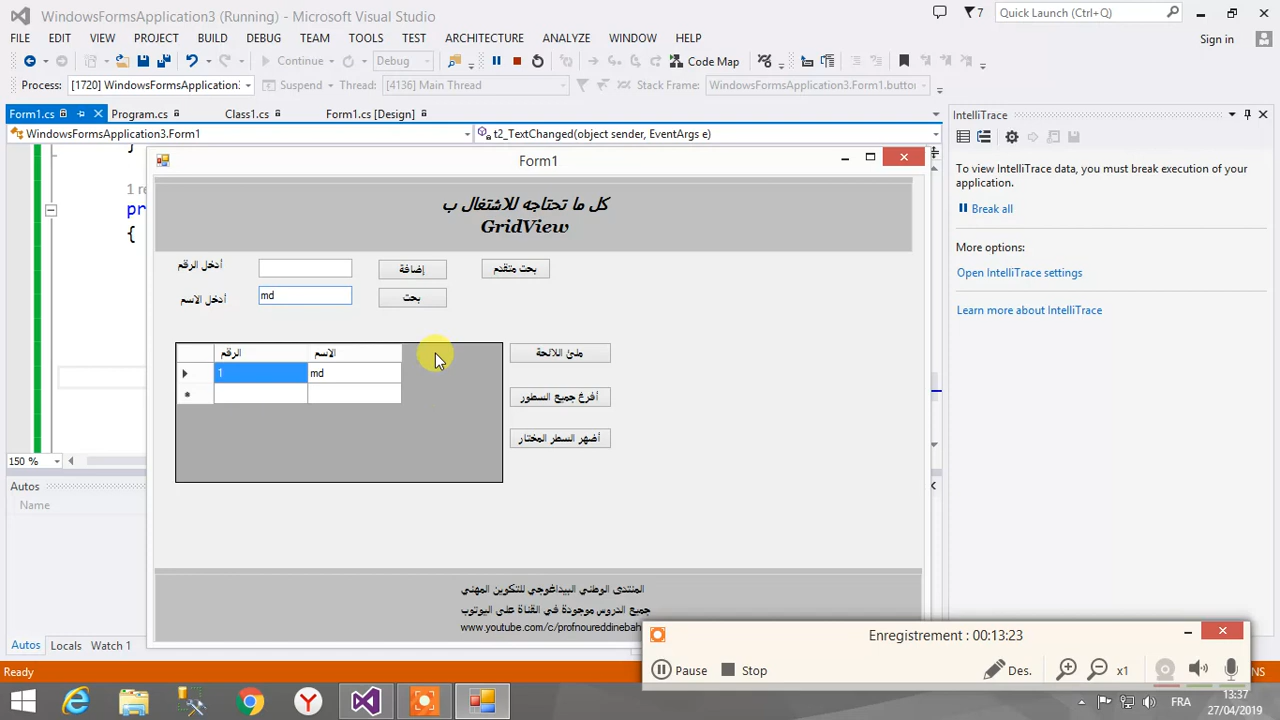 WindowsFormsApplication3 (Running) - Microsoft Visual Studio
7
Quick Launch (Ctrl+Q)
FILE EDIT VIEW PROJECT BUILD DEBUG TEAM TOOLS TEST ARCHITECTURE ANALYZE WINDOW HELP
Sign in
Continue
Debug
Code Map
Process: [1720] WindowsFormsApplication: Suspend Thread: [4136] Main Thread Stack Frame: WindowsFormsApplication3.Form1.button
Form1.cs Program.cs Class1.cs Form1.cs [Design]
IntelliTrace
WindowsFormsApplication3.Form1 t2_TextChanged(object sender, EventArgs e)
}
1 re
pr
{
150 %
Form1
كل ما تحتاجه للاشتغال ب
GridView
أدخل الرقم
إضافة
بحث متقدم
أدخل الاسم
md
بحث
الرقم
الاسم
1
md
ملئ اللائحة
أفرغ جميع السطور
أضهر السطر المختار
المنتدى الوطني البيداغوجي للتكوين المهني
جميع الدروس موجودة في القناة على اليوتوب
www.youtube.com/c/profnoureddinebah
To view IntelliTrace data, you must break execution of your
application.
Break all
More options:
Open IntelliTrace settings
Learn more about IntelliTrace
Autos
Name
Autos Locals Watch 1
Ready
NS
Enregistrement : 00:13:23
Pause
Stop
Des.
x1
FRA
13:37
27/04/2019